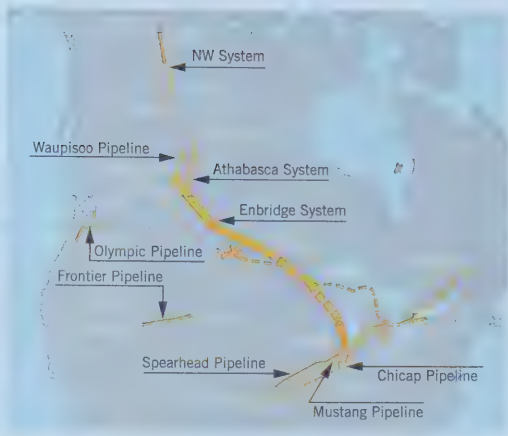 NW System
Waupisoo Pipeline
Athabasca System
Enbridge System
Olympic Pipeline
Frontier Pipeline
Spearhead Pipeline
Chicap Pipeline
Mustang Pipeline